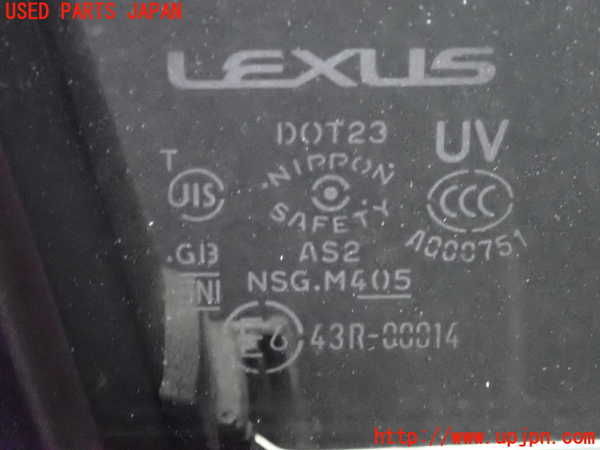 USED PARTS JAPAN
LEXUS
DOT23
UV
T
NIPPON
JIS
SAFETY
CCC
A000751
.GI3
AS2
NSG.M405
E6 43R-00014
http://www.upjpn.com